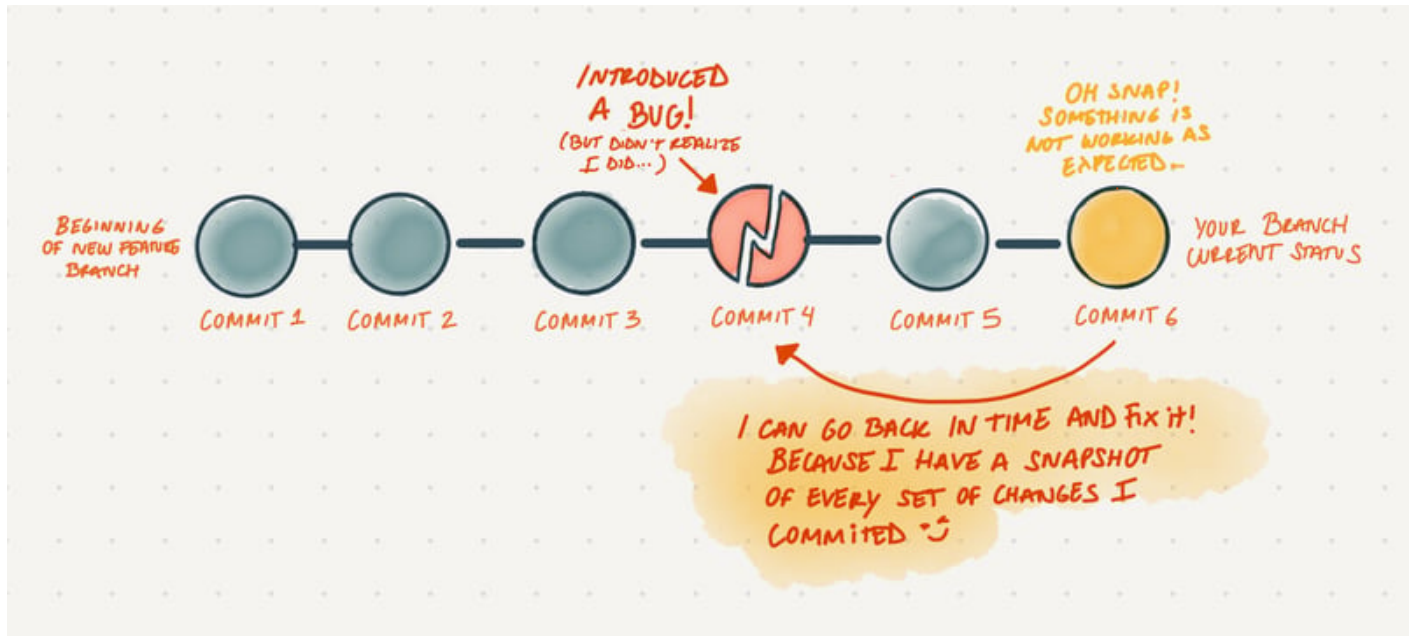 INTRODUCED
A BUG!
(BUT DIDN'T REALIZE
I DID...)
OH SNAP!
SOMETHING IS
NOT WORKING AS
EXPECTED...
BEGINNING
OF NEW FEATURE
BRANCH
YOUR BRANCH
CURRENT STATUS
COMMIT 1
COMMIT 2
COMMIT 3
COMMIT 4
COMMIT 5
COMMIT 6
I CAN GO BACK IN TIME AND FIX iT!
BECAUSE I HAVE A SNAPSHOT
OF EVERY SET OF CHANGES I
COMMiTED